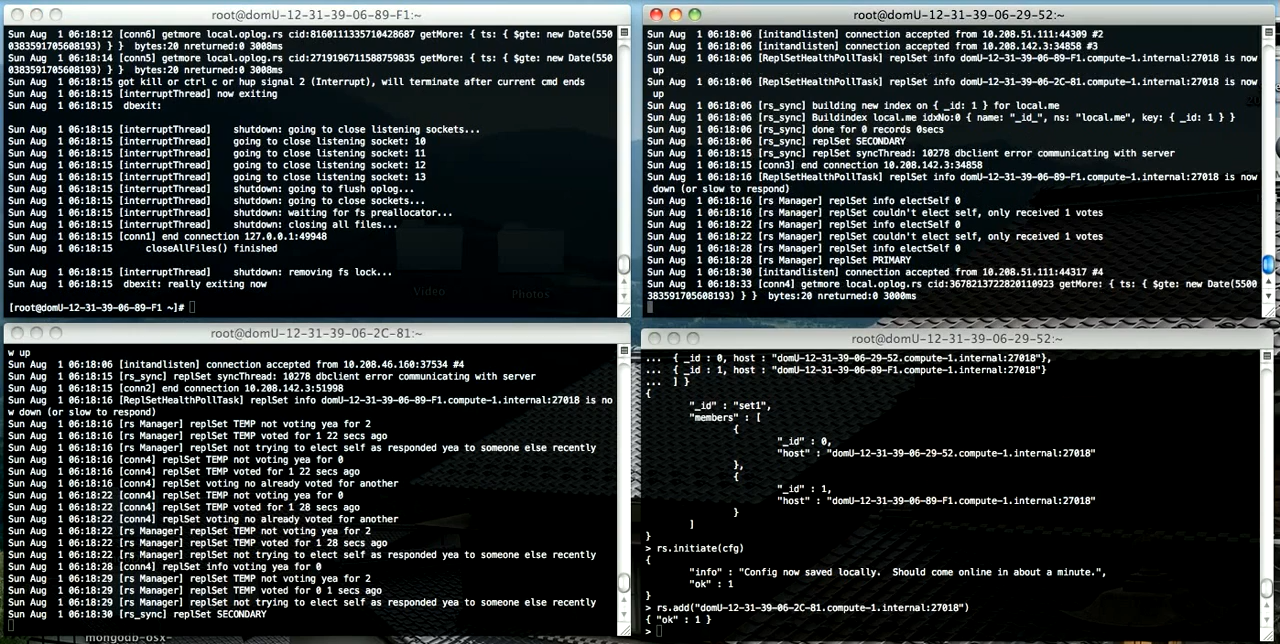 root@domU-12-31-39-06-89-F1:~
Sun Aug  1 06:18:12 [conn6] getmore local.oplog.rs cid:8160111235710428687 getMore: { ts: { $gte: new Date(550
0383591705608193) } }  bytes:20 nreturned:0 3008ms
Sun Aug  1 06:18:14 [conn5] getmore local.oplog.rs cid:2719196711588759835 getMore: { ts: { $gte: new Date(550
0383591705608193) } }  bytes:20 nreturned:0 3000ms
Sun Aug  1 06:18:15 got kill or ctrl c or hup signal 2 (Interrupt), will terminate after current cmd ends
Sun Aug  1 06:18:15 [interruptThread] now exiting
Sun Aug  1 06:18:15  dbexit:
Sun Aug  1 06:18:15 [interruptThread]    shutdown: going to close listening sockets...
Sun Aug  1 06:18:15 [interruptThread]    going to close listening socket: 10
Sun Aug  1 06:18:15 [interruptThread]    going to close listening socket: 11
Sun Aug  1 06:18:15 [interruptThread]    going to close listening socket: 12
Sun Aug  1 06:18:15 [interruptThread]    going to close listening socket: 13
Sun Aug  1 06:18:15 [interruptThread]    shutdown: going to flush oplog...
Sun Aug  1 06:18:15 [interruptThread]    shutdown: going to close sockets...
Sun Aug  1 06:18:15 [interruptThread]    shutdown: waiting for fs preallocator...
Sun Aug  1 06:18:15 [interruptThread]    shutdown: closing all files...
Sun Aug  1 06:18:15 [conn1] end connection 127.0.0.1:49948
Sun Aug  1 06:18:15      closeAllFiles() finished
Sun Aug  1 06:18:15 [interruptThread]    shutdown: removing fs lock...
Sun Aug  1 06:18:15  dbexit: really exiting now
[root@domU-12-31-39-06-89-F1 ~]#
Video
Photos
root@domU-12-31-39-06-29-52:~
Sun Aug  1 06:18:06 [initandlisten] connection accepted from 10.208.51.111:44309 #2
Sun Aug  1 06:18:06 [initandlisten] connection accepted from 10.208.142.3:34858 #3
Sun Aug  1 06:18:06 [ReplSetHealthPollTask] replSet info domU-12-31-39-06-89-F1.compute-1.internal:27018 is now
up
Sun Aug  1 06:18:06 [ReplSetHealthPollTask] replSet info domU-12-31-39-06-2C-81.compute-1.internal:27018 is now
up
Sun Aug  1 06:18:06 [rs_sync] building new index on { _id: 1 } for local.me
Sun Aug  1 06:18:06 [rs_sync] Buildindex local.me idxNo:0 { name: "_id_", ns: "local.me", key: { _id: 1 } }
Sun Aug  1 06:18:06 [rs_sync] done for 0 records 0secs
Sun Aug  1 06:18:06 [rs_sync] replSet SECONDARY
Sun Aug  1 06:18:15 [rs_sync] replSet syncThread: 10278 dbclient error communicating with server
Sun Aug  1 06:18:15 [conn3] end connection 10.208.142.3:34858
Sun Aug  1 06:18:16 [ReplSetHealthPollTask] replSet info domU-12-31-39-06-89-F1.compute-1.internal:27018 is now
down (or slow to respond)
Sun Aug  1 06:18:16 [rs Manager] replSet info electSelf 0
Sun Aug  1 06:18:16 [rs Manager] replSet couldn't elect self, only received 1 votes
Sun Aug  1 06:18:22 [rs Manager] replSet info electSelf 0
Sun Aug  1 06:18:22 [rs Manager] replSet couldn't elect self, only received 1 votes
Sun Aug  1 06:18:28 [rs Manager] replSet info electSelf 0
Sun Aug  1 06:18:28 [rs Manager] replSet PRIMARY
Sun Aug  1 06:18:30 [initandlisten] connection accepted from 10.208.51.111:44317 #4
Sun Aug  1 06:18:33 [conn4] getmore local.oplog.rs cid:3678213722820110923 getMore: { ts: { $gte: new Date(5500
383591705608193) } }  bytes:20 nreturned:0 3000ms
root@domU-12-31-39-06-2C-81:~
w up
Sun Aug  1 06:18:06 [initandlisten] connection accepted from 10.208.46.160:37534 #4
Sun Aug  1 06:18:15 [rs_sync] replSet syncThread: 10278 dbclient error communicating with server
Sun Aug  1 06:18:15 [conn2] end connection 10.208.142.3:51998
Sun Aug  1 06:18:16 [ReplSetHealthPollTask] replSet info domU-12-31-39-06-89-F1.compute-1.internal:27018 is no
w down (or slow to respond)
Sun Aug  1 06:18:16 [rs Manager] replSet TEMP not voting yea for 2
Sun Aug  1 06:18:16 [rs Manager] replSet TEMP voted for 1 22 secs ago
Sun Aug  1 06:18:16 [rs Manager] replSet not trying to elect self as responded yea to someone else recently
Sun Aug  1 06:18:16 [conn4] replSet TEMP not voting yea for 0
Sun Aug  1 06:18:16 [conn4] replSet TEMP voted for 1 22 secs ago
Sun Aug  1 06:18:16 [conn4] replSet voting no already voted for another
Sun Aug  1 06:18:22 [conn4] replSet TEMP not voting yea for 0
Sun Aug  1 06:18:22 [conn4] replSet TEMP voted for 1 28 secs ago
Sun Aug  1 06:18:22 [conn4] replSet voting no already voted for another
Sun Aug  1 06:18:22 [rs Manager] replSet TEMP not voting yea for 2
Sun Aug  1 06:18:22 [rs Manager] replSet TEMP voted for 1 28 secs ago
Sun Aug  1 06:18:22 [rs Manager] replSet not trying to elect self as responded yea to someone else recently
Sun Aug  1 06:18:28 [conn4] replSet info voting yea for 0
Sun Aug  1 06:18:29 [rs Manager] replSet TEMP not voting yea for 2
Sun Aug  1 06:18:29 [rs Manager] replSet TEMP voted for 0 1 secs ago
Sun Aug  1 06:18:29 [rs Manager] replSet not trying to elect self as responded yea to someone else recently
Sun Aug  1 06:18:30 [rs_sync] replSet SECONDARY
mongodb-osx-
root@domU-12-31-39-06-29-52:~
...  { _id : 0, host : "domU-12-31-39-06-29-52.compute-1.internal:27018"},
...  { _id : 1, host : "domU-12-31-39-06-89-F1.compute-1.internal:27018"}
...  ] }
{
"_id" : "set1",
"members" : [
{
"_id" : 0,
"host" : "domU-12-31-39-06-29-52.compute-1.internal:27018"
},
{
"_id" : 1,
"host" : "domU-12-31-39-06-89-F1.compute-1.internal:27018"
}
]
}
> rs.initiate(cfg)
{
"info" : "Config now saved locally.  Should come online in about a minute.",
"ok" : 1
}
> rs.add("domU-12-31-39-06-2C-81.compute-1.internal:27018")
{ "ok" : 1 }
>